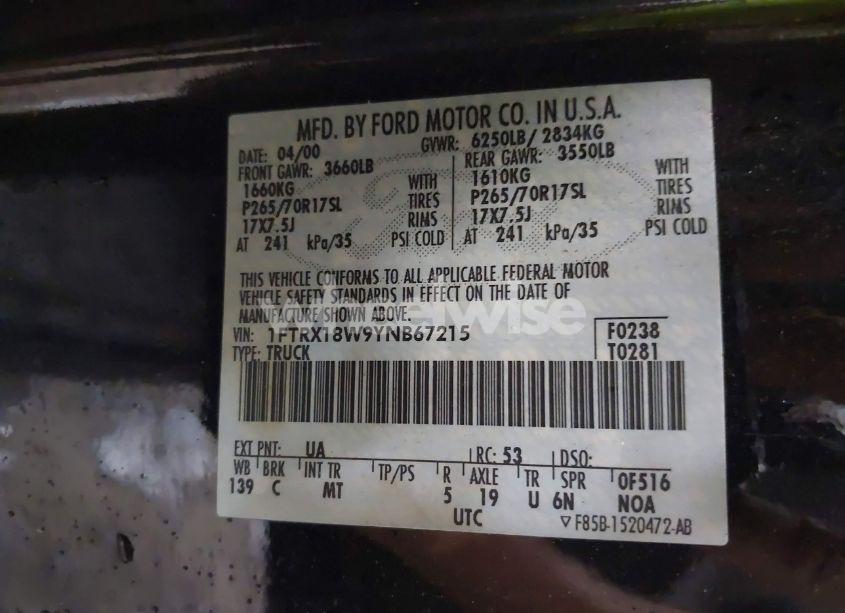 MFD. BY FORD MOTOR CO. IN U.S.A.
DATE: 04/00 GVWR: 6250LB/ 2834KG
FRONT GAWR: 3660LB REAR GAWR: 3550LB
1660KG WITH 1610KG WITH
P265/70R17SL TIRES P265/70R17SL TIRES
17X7.5J RIMS 17X7.5J RIMS
AT 241 kPa/35 PSI COLD AT 241 kPa/35 PSI COLD
THIS VEHICLE CONFORMS TO ALL APPLICABLE FEDERAL MOTOR
VEHICLE SAFETY STANDARDS IN EFFECT ON THE DATE OF
MANUFACTURE SHOWN ABOVE.
VIN: 1FTRX18W9YNB67215 F0238
TYPE: TRUCK T0281
EXT PNT: UA RC: 53 DSO:
WB BRK INT TR TP/PS R AXLE TR SPR 0F516
139 C MT 5 19 U 6N NOA
UTC ▽ F85B-1520472-AB